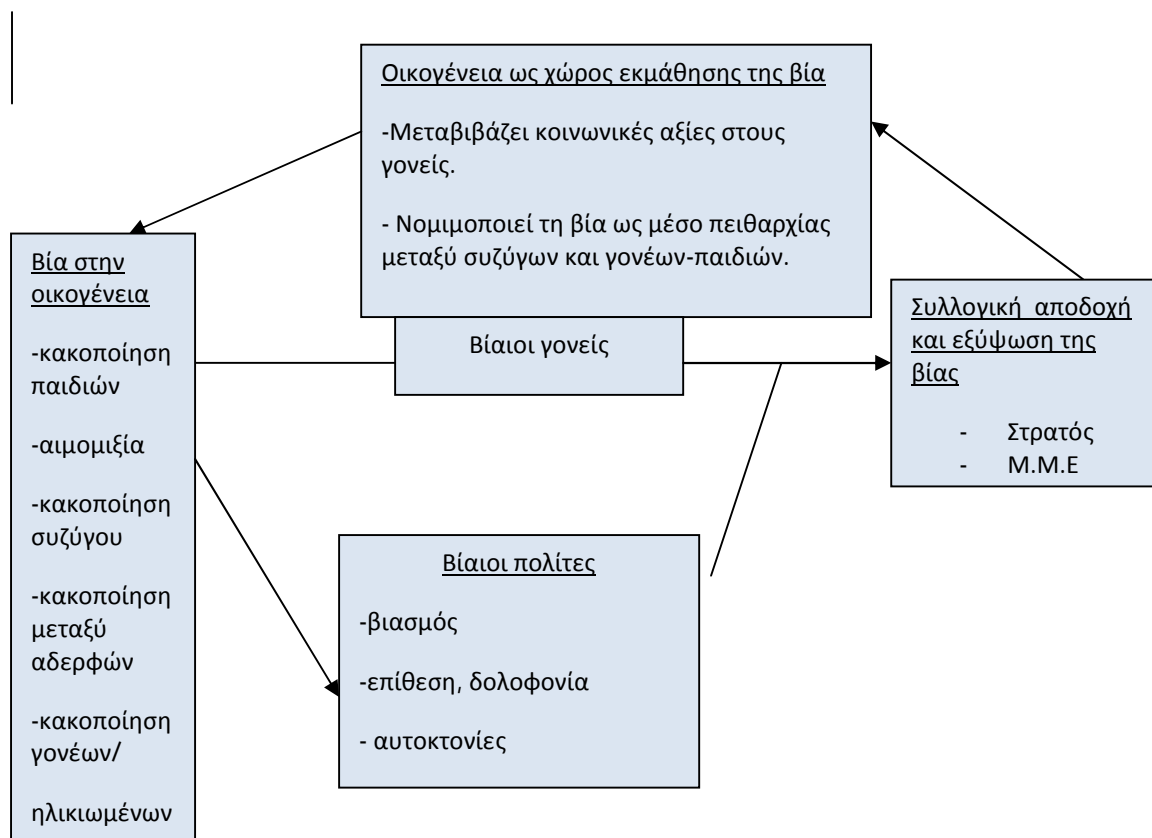 Οικογένεια ως χώρος εκμάθησης της βία
-Μεταβιβάζει κοινωνικές αξίες στους
γονείς.
- Νομιμοποιεί τη βία ως μέσο πειθαρχίας
μεταξύ συζύγων και γονέων-παιδιών.
Βία στην
οικογένεια
-κακοποίηση
παιδιών
-αιμομιξία
-κακοποίηση
συζύγου
-κακοποίηση
μεταξύ
αδερφών
-κακοποίηση
γονέων/
ηλικιωμένων
Βίαιοι γονείς
Συλλογική αποδοχή
και εξύψωση της
βίας
- Στρατός
- Μ.Μ.Ε
Βίαιοι πολίτες
-βιασμός
-επίθεση, δολοφονία
- αυτοκτονίες